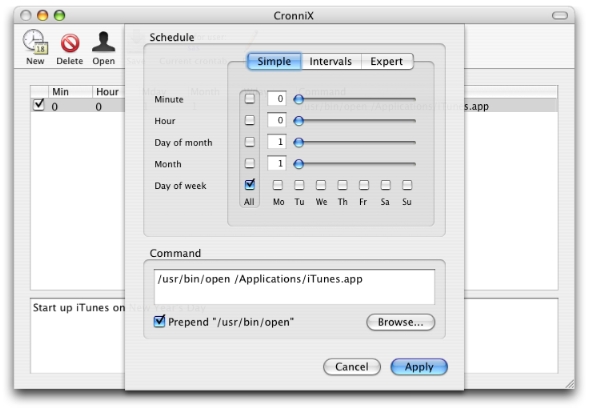 CronniX
New Delete Open
Min Hour
0 0
s.app
Start up iTunes on
Schedule
Simple Intervals Expert
Minute 0
Hour 0
Day of month 1
Month 1
Day of week
All Mo Tu We Th Fr Sa Su
Command
/usr/bin/open /Applications/iTunes.app
Prepend "/usr/bin/open"
Browse...
Cancel Apply